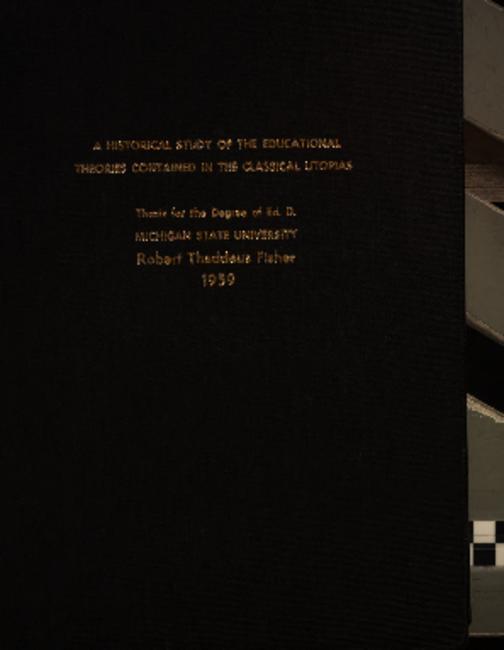 A HISTORICAL STUDY OF THE EDUCATIONAL
THEORIES CONTAINED IN THE CLASSICAL UTOPIAS
Thesis for the Degree of Ed. D.
MICHIGAN STATE UNIVERSITY
Robert Thaddeus Fisher
1959